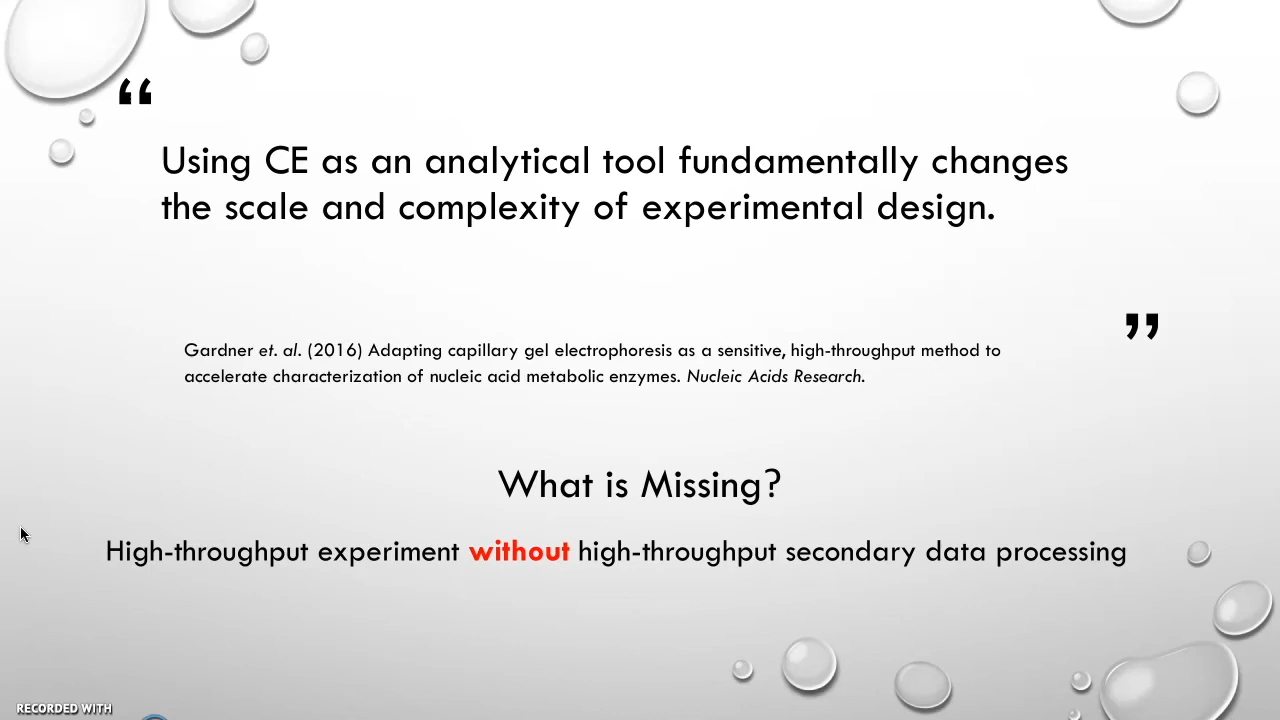 “
Using CE as an analytical tool fundamentally changes
the scale and complexity of experimental design.
”
Gardner et. al. (2016) Adapting capillary gel electrophoresis as a sensitive, high-throughput method to
accelerate characterization of nucleic acid metabolic enzymes. Nucleic Acids Research.
What is Missing?
High-throughput experiment without high-throughput secondary data processing
RECORDED WITH